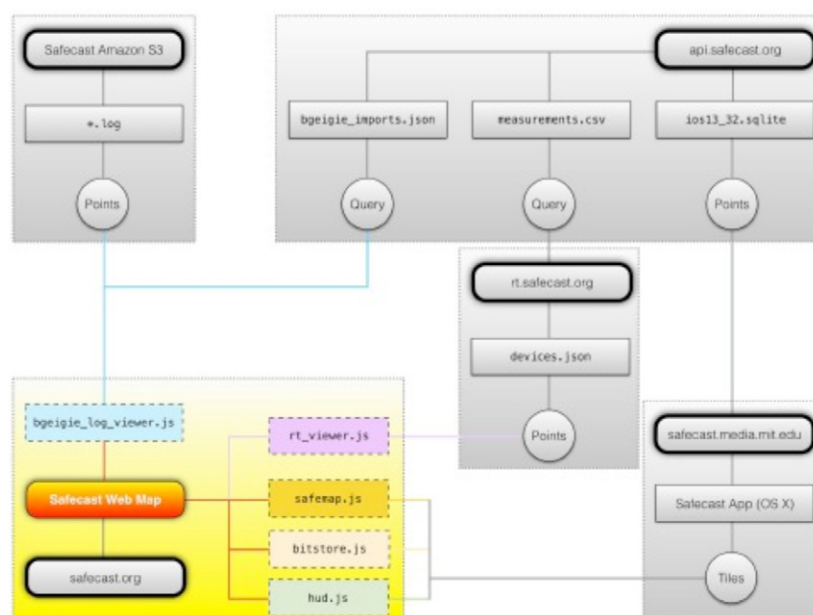 Safecast Amazon S3
api.safecast.org
*.log
bgeigie_imports.json
measurements.csv
ios13_32.sqlite
Points
Query
Query
Points
rt.safecast.org
devices.json
bgeigie_log_viewer.js
rt_viewer.js
Points
safecast.media.mit.edu
Safecast Web Map
safemap.js
Safecast App (OS X)
bitstore.js
safecast.org
hud.js
Tiles